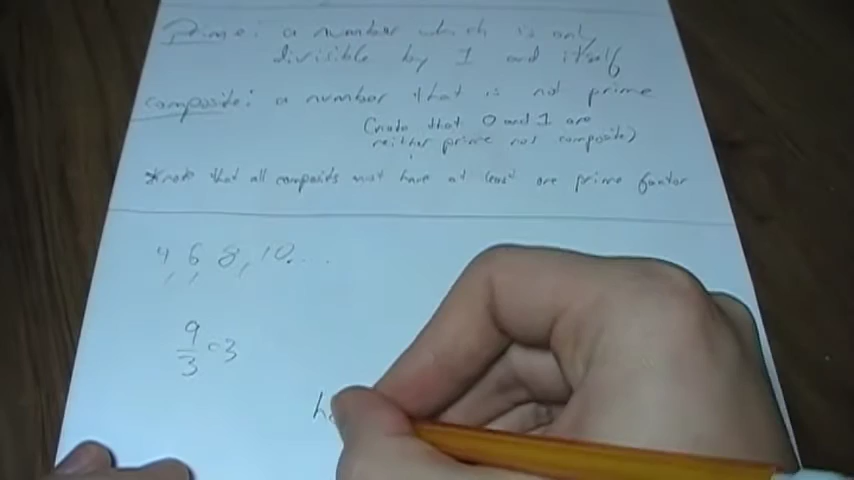 Prime: a number which is only
divisible by 1 and itself
composite: a number that is not prime
(note that 0 and 1 are
neither prime not composite)
*note that all composits must have at least one prime factor
4, 6, 8, 10...
9/3 = 3